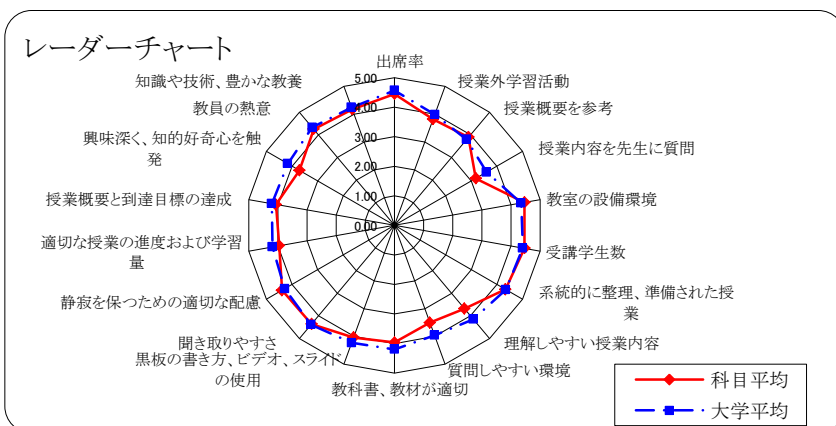 レーダーチャート
出席率
授業外学習活動
授業概要を参考
授業内容を先生に質問
教室の設備環境
受講学生数
系統的に整理、準備された授
業
理解しやすい授業内容
質問しやすい環境
教科書、教材が適切
黒板の書き方、ビデオ、スライド
の使用
聞き取りやすさ
静寂を保つための適切な配慮
適切な授業の進度および学習
量
授業概要と到達目標の達成
興味深く、知的好奇心を触
発
教員の熱意
知識や技術、豊かな教養
5.00
4.00
3.00
2.00
1.00
0.00
科目平均
大学平均